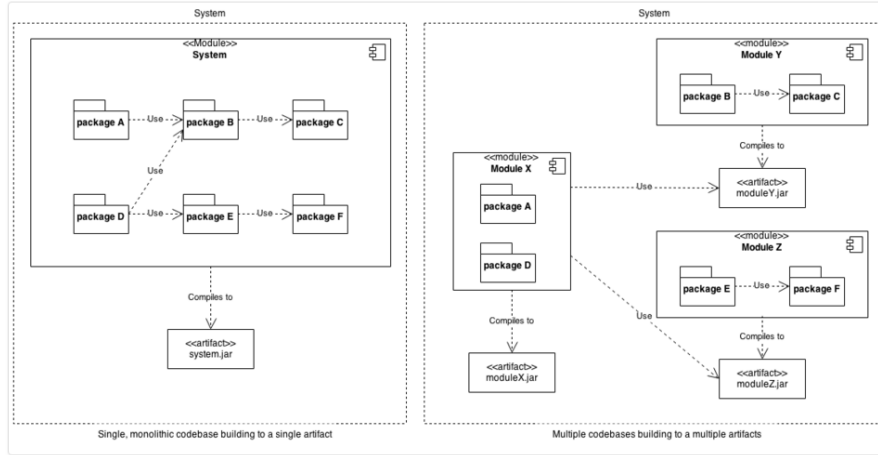 System
<<Module>>
System
package A
Use
package B
Use
package C
Use
package D
Use
package E
Use
package F
Compiles to
<<artifact>>
system.jar
Single, monolithic codebase building to a single artifact
System
<<module>>
Module Y
package B
Use
package C
Compiles to
<<artifact>>
moduleY.jar
<<module>>
Module X
package A
package D
Use
Use
Compiles to
<<artifact>>
moduleX.jar
<<module>>
Module Z
package E
Use
package F
Compiles to
<<artifact>>
moduleZ.jar
Multiple codebases building to a multiple artifacts